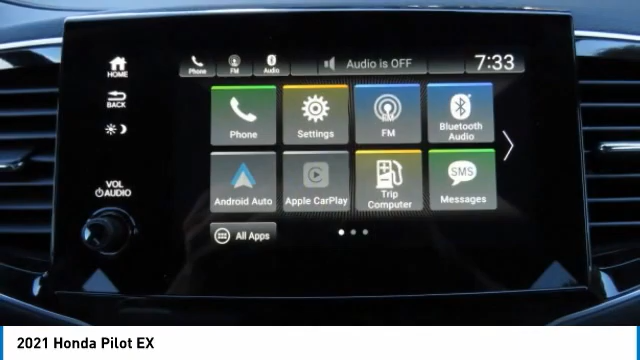 HOME
BACK
VOL
AUDIO
Phone
FM
Audio
Audio is OFF
7:33
Phone
Settings
FM
FM
Bluetooth
Audio
Android Auto
Apple CarPlay
Trip
Computer
SMS
Messages
All Apps
2021 Honda Pilot EX